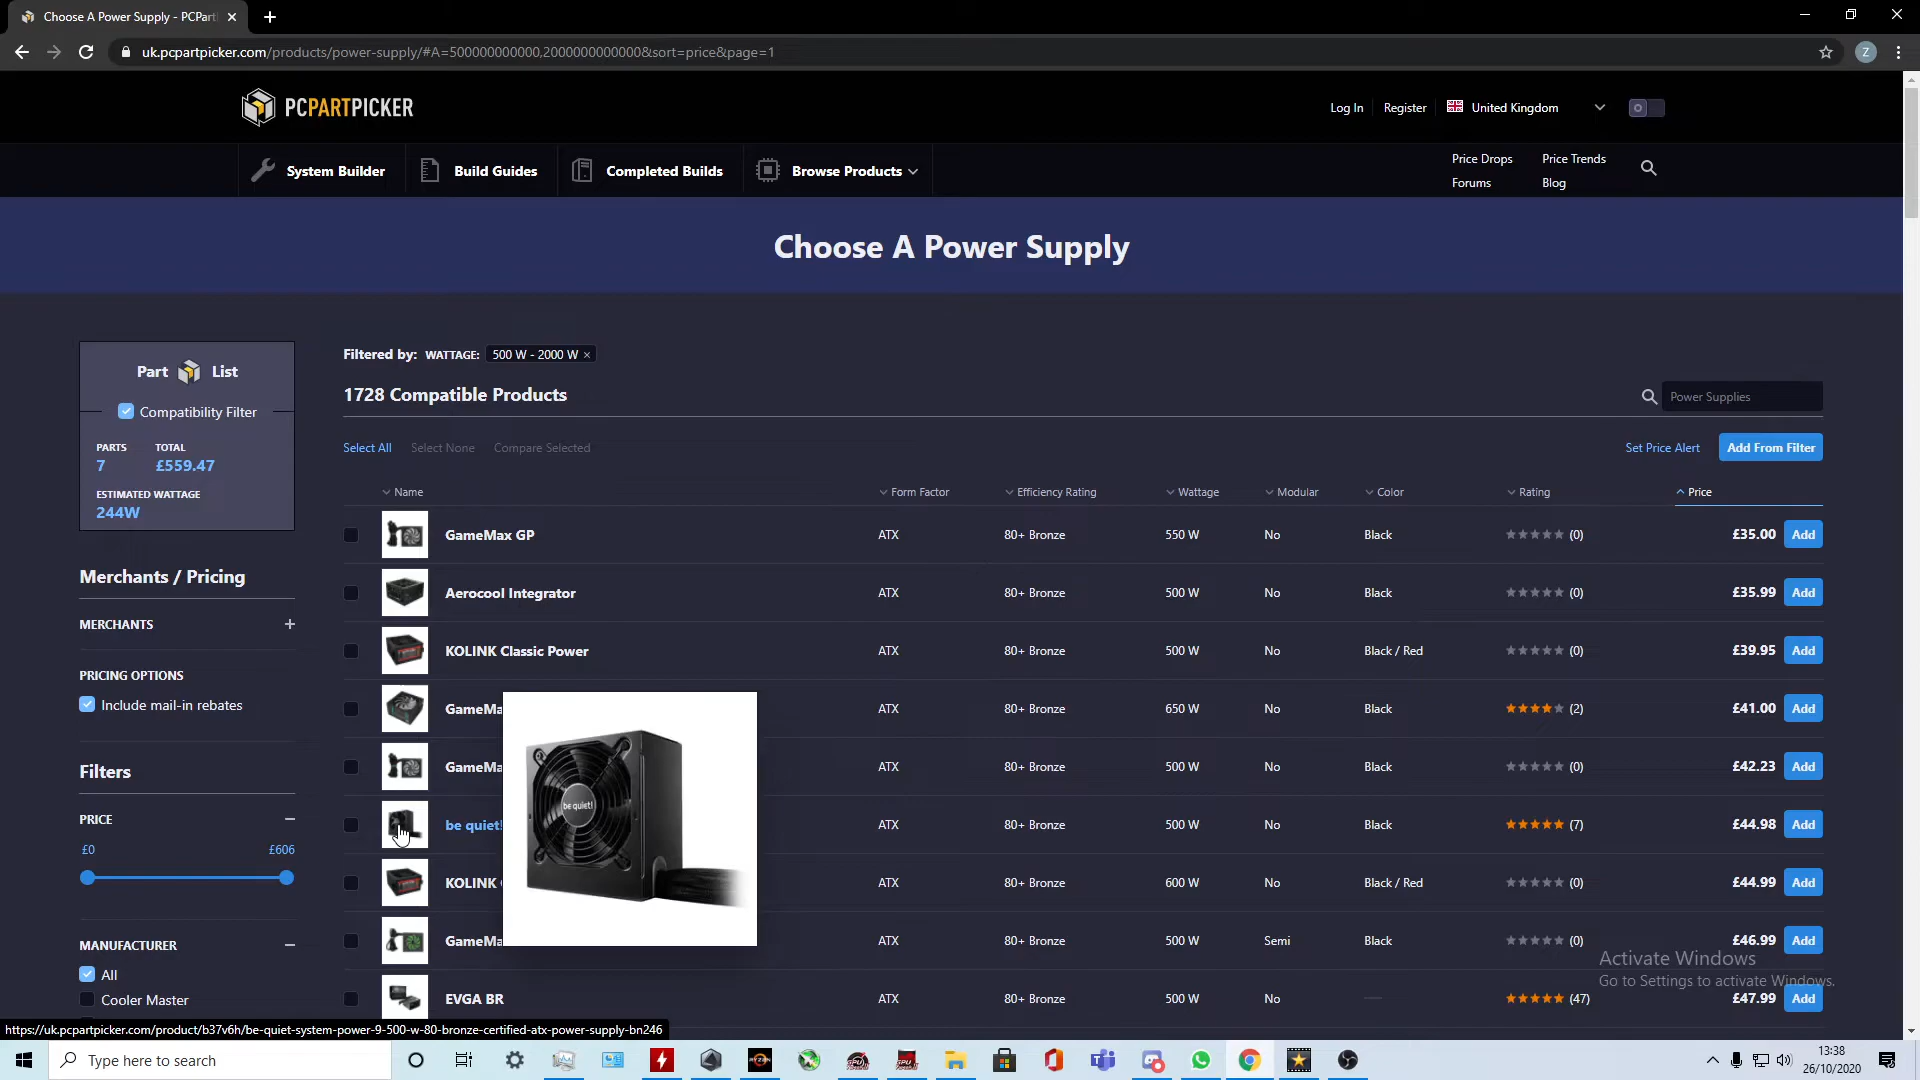 Choose A Power Supply - PCPart
uk.pcpartpicker.com/products/power-supply/#A=500000000000,2000000000000&sort=price&page=1
Z
PCPARTPICKER
Log In
Register
United Kingdom
System Builder
Build Guides
Completed Builds
Browse Products
Price Drops
Price Trends
Forums
Blog
Choose A Power Supply
Part List
Compatibility Filter
PARTS TOTAL
7 £559.47
ESTIMATED WATTAGE
244W
Merchants / Pricing
MERCHANTS
PRICING OPTIONS
Include mail-in rebates
Filters
PRICE
£0 £606
MANUFACTURER
All
Cooler Master
Filtered by: WATTAGE: 500 W - 2000 W ×
1728 Compatible Products
Power Supplies
Select All Select None Compare Selected
Set Price Alert Add From Filter
Name Form Factor Efficiency Rating Wattage Modular Color Rating Price
GameMax GP ATX 80+ Bronze 550 W No Black (0) £35.00 Add
Aerocool Integrator ATX 80+ Bronze 500 W No Black (0) £35.99 Add
KOLINK Classic Power ATX 80+ Bronze 500 W No Black / Red (0) £39.95 Add
GameMa ATX 80+ Bronze 650 W No Black (2) £41.00 Add
GameMa ATX 80+ Bronze 500 W No Black (0) £42.23 Add
be quiet! ATX 80+ Bronze 500 W No Black (7) £44.98 Add
KOLINK ATX 80+ Bronze 600 W No Black / Red (0) £44.99 Add
GameMa ATX 80+ Bronze 500 W Semi Black (0) £46.99 Add
EVGA BR ATX 80+ Bronze 500 W No (47) £47.99 Add
be quiet!
Activate Windows
Go to Settings to activate Windows.
https://uk.pcpartpicker.com/product/b37v6h/be-quiet-system-power-9-500-w-80-bronze-certified-atx-power-supply-bn246
Type here to search
RYZEN
13:38
26/10/2020